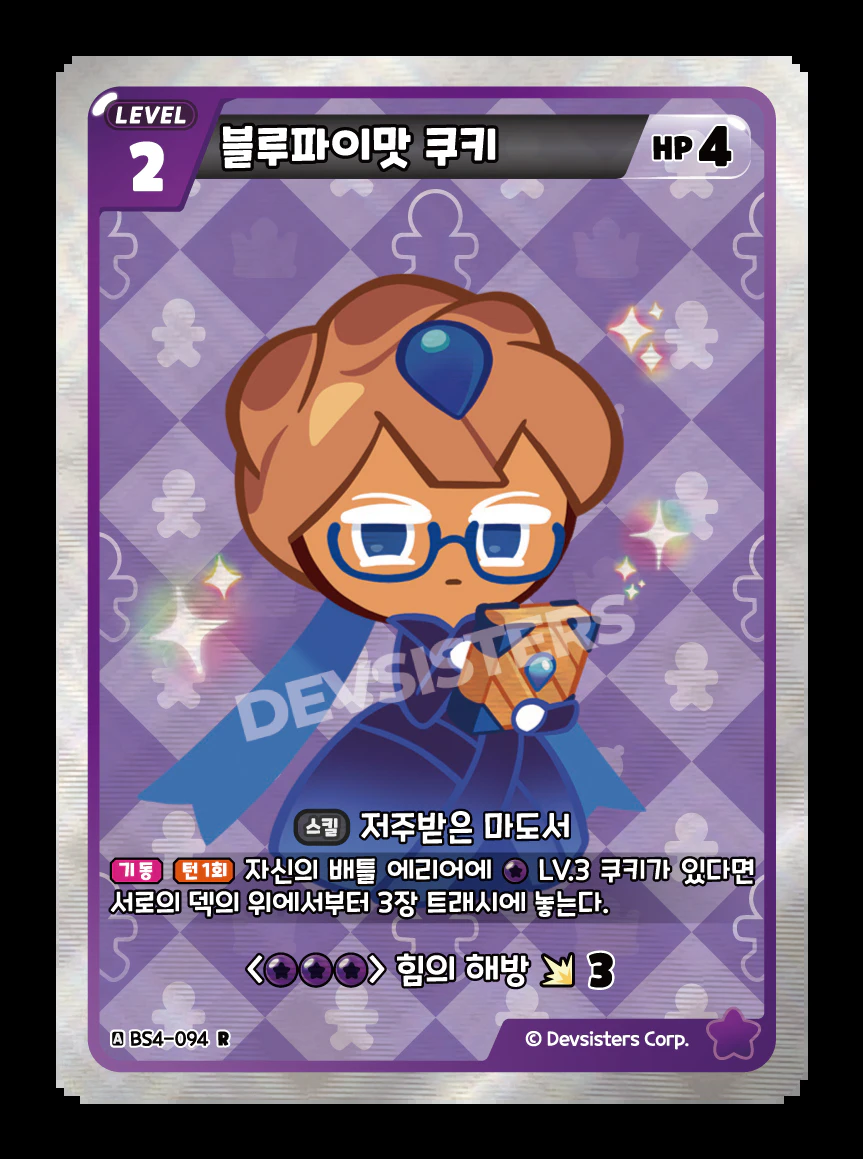 LEVEL
2
블루파이맛 쿠키
HP 4
DEVSISTERS
스킬 저주받은 마도서
기동 턴1회 자신의 배틀 에리어에 LV.3 쿠키가 있다면
서로의 덱의 위에서부터 3장 트래시에 놓는다.
< > 힘의 해방 3
A BS4-094 R
© Devsisters Corp.